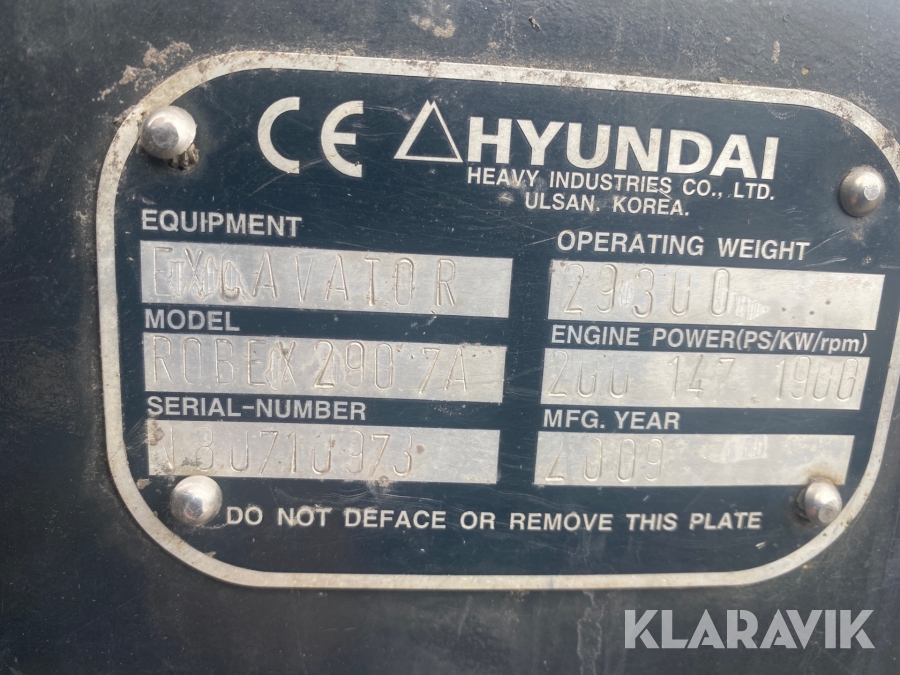 CE HYUNDAI
HEAVY INDUSTRIES CO., LTD.
ULSAN. KOREA.
EQUIPMENT
EXCAVATOR
OPERATING WEIGHT
29300
MODEL
ROBEX 290 7A
ENGINE POWER(PS/KW/rpm)
200 147 1900
SERIAL-NUMBER
N80710973
MFG. YEAR
2009
DO NOT DEFACE OR REMOVE THIS PLATE
KLARAVIK